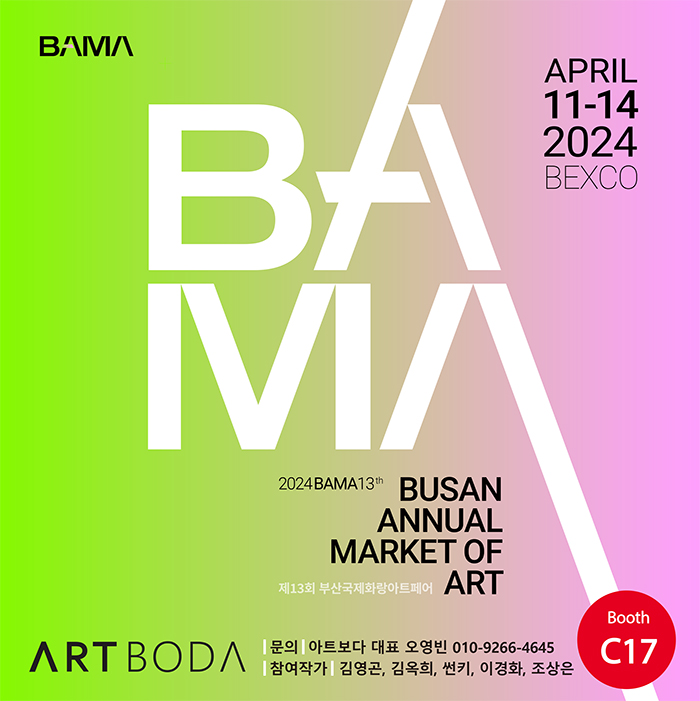 BAMA
APRIL
11-14
2024
BEXCO
BA
MA
2024BAMA13th
BUSAN
ANNUAL
MARKET OF
ART
제13회 부산국제화랑아트페어
Booth
C17
ARTBODA
|문의| 아트보다 대표 오영빈 010-9266-4645
|참여작가| 김영곤, 김옥희, 썬키, 이경화, 조상은